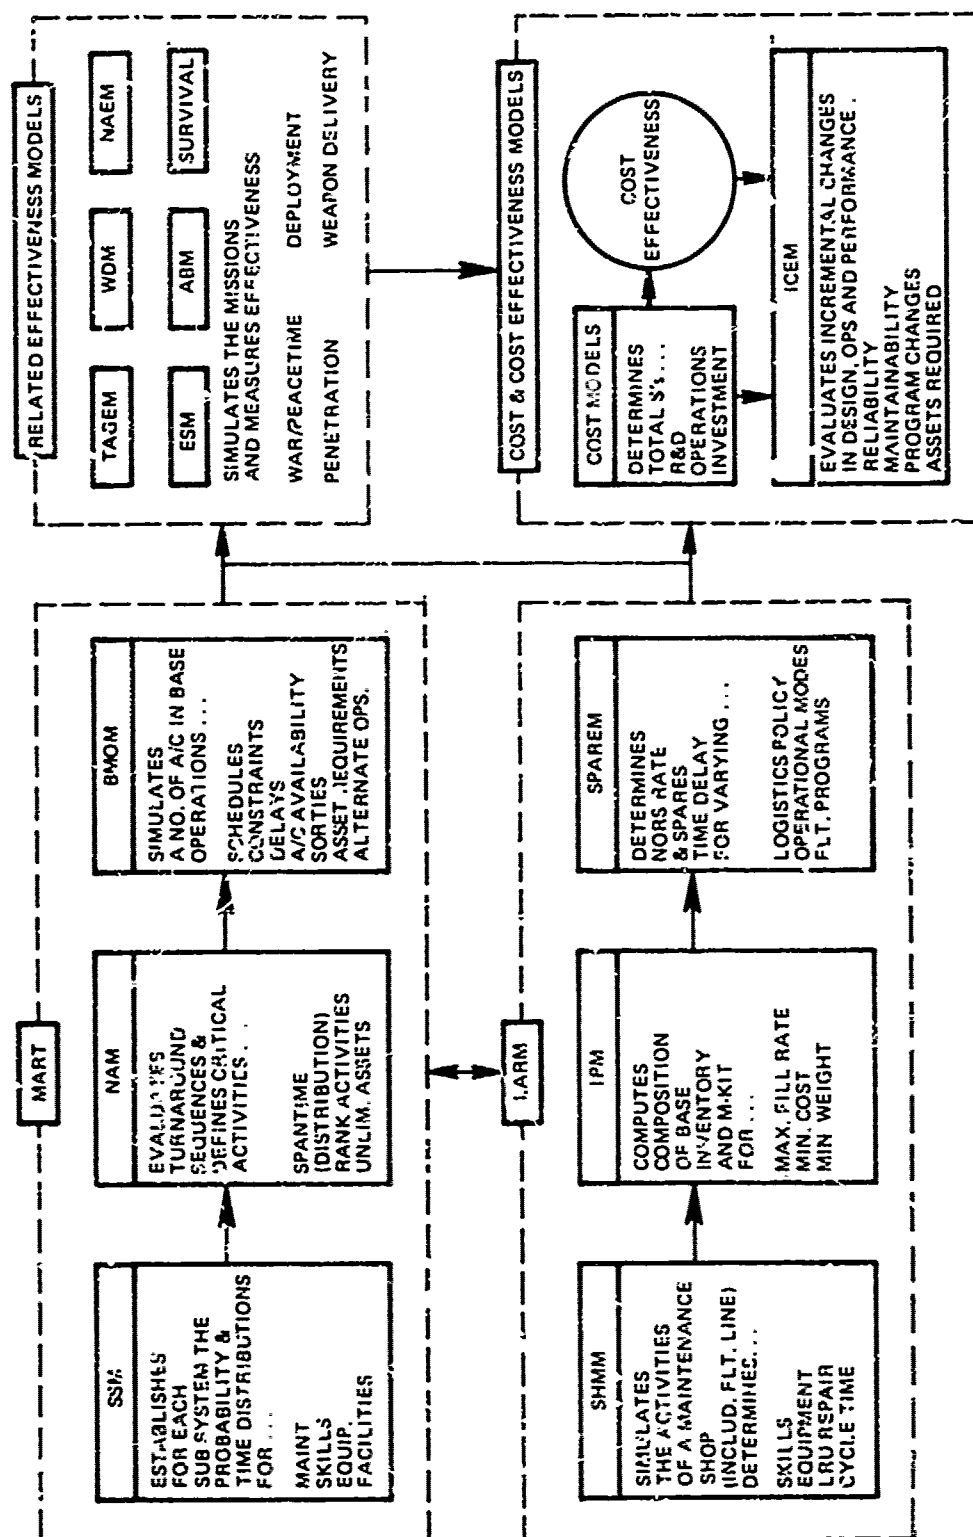 MART
SSM
ESTABLISHES
FOR EACH
SUB SYSTEM THE
PROBABILITY &
TIME DISTRIBUTIONS
FOR...
MAINT
SKILLS
EQUIP.
FACILITIES
NAM
EVALUATES
TURNAROUND
SEQUENCES &
DEFINES CRITICAL
ACTIVITIES...
SPANTIME
(DISTRIBUTION)
RANK ACTIVITIES
UNLIM. ASSETS
BMOM
SIMULATES
A NO. OF A/C IN BASE
OPERATIONS...
SCHEDULES
CONSTRAINTS
DELAYS
A/C AVAILABILITY
SORTIES
ASSET REQUIREMENTS
ALTERNATE OPS.
LARM
SHMM
SIMULATES
THE ACTIVITIES
OF A MAINTENANCE
SHOP
(INCLUD. FLT. LINE)
DETERMINES...
SKILLS
EQUIPMENT
LRU REPAIR
CYCLE TIME
IPM
COMPUTES
COMPOSITION
OF BASE
INVENTORY
AND M-KIT
FOR...
MAX. FILL RATE
MIN. COST
MIN WEIGHT
SPAREM
DETERMINES
NORS RATE
& SPARES
TIME DELAY
FOR VARYING...
LOGISTICS POLICY
OPERATIONAL MODES
FLT. PROGRAMS
RELATED EFFECTIVENESS MODELS
TAGEM WDM NAEM
ESM ABM SURVIVAL
SIMULATES THE MISSIONS
AND MEASURES EFFECTIVENESS
WAR/PEACETIME DEPLOYMENT
PENETRATION WEAPON DELIVERY
COST & COST EFFECTIVE MODELS
COST MODELS
DETERMINES
TOTAL $'s...
R&D
OPERATIONS
INVESTMENT
COST
EFFECTIVENESS
ICEM
EVALUATES INCREMENTAL CHANGES
IN DESIGN, OPS AND PERFORMANCE.
RELIABILITY
MAINTAINABILITY
PROGRAM CHANGES
ASSETS REQUIRED